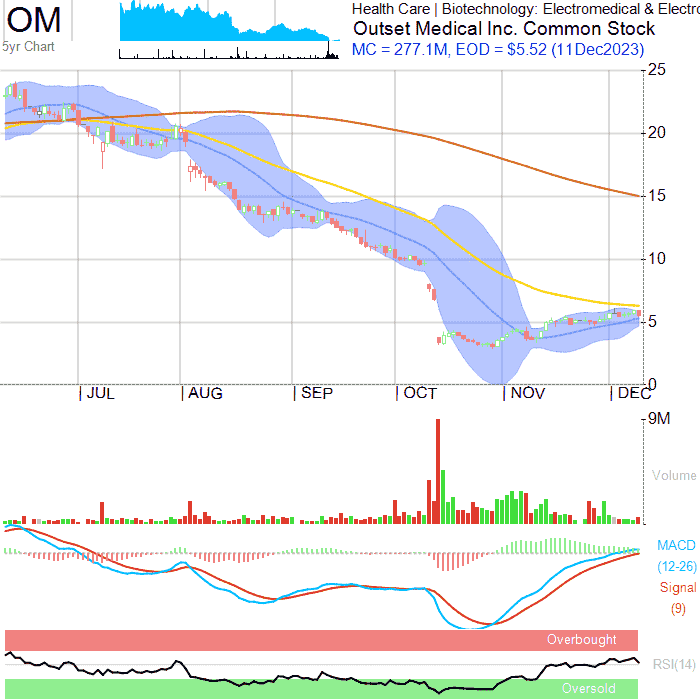 OM
5yr Chart
Health Care | Biotechnology: Electromedical & Electro
Outset Medical Inc. Common Stock
MC = 277.1M, EOD = $5.52 (11Dec2023)
25
20
15
10
5
0
JUL
AUG
SEP
OCT
NOV
DEC
9M
Volume
MACD
(12-26)
Signal
(9)
Overbought
RSI(14)
Oversold